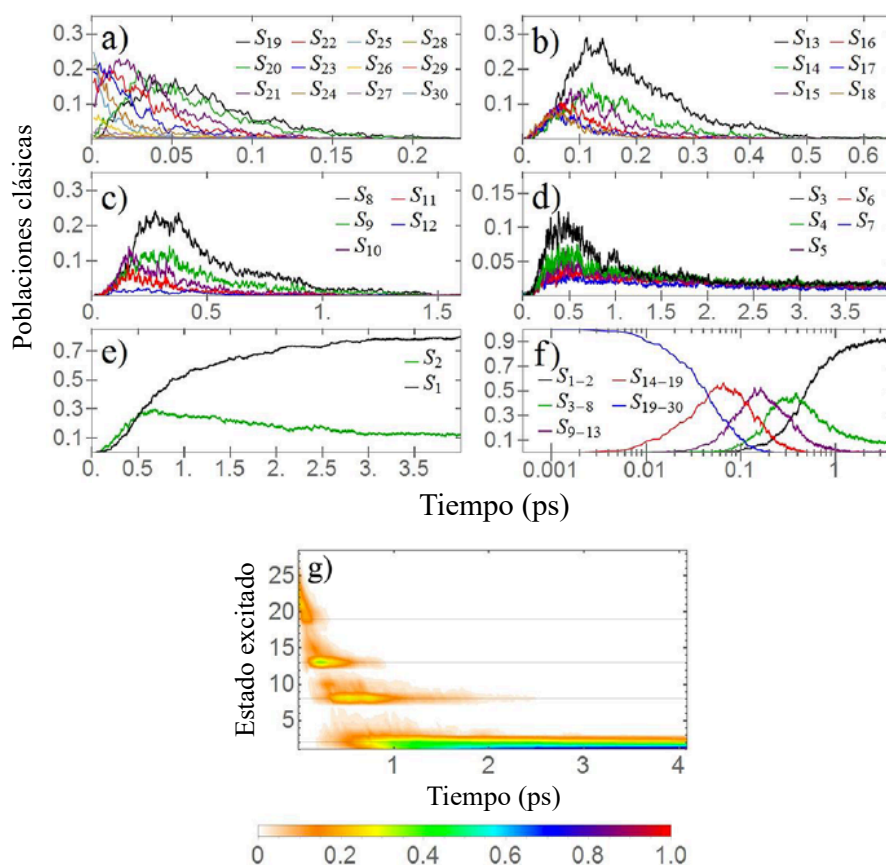 Poblaciones clásicas
a)
0.3
0.2
0.1
S19 S22 S25 S28
S20 S23 S26 S29
S21 S24 S27 S30
0. 0.05 0.1 0.15 0.2
b)
0.3
0.2
0.1
S13 S16
S14 S17
S15 S18
0. 0.1 0.2 0.3 0.4 0.5 0.6
c)
0.3
0.2
0.1
S8 S11
S9 S12
S10
0. 0.5 1. 1.5
d)
0.15
0.10
0.05
S3 S6
S4 S7
S5
0. 0.5 1. 1.5 2.0 2.5 3. 3.5
e)
0.7
0.5
0.3
0.1
S2
S1
0. 0.5 1. 1.5 2. 2.5 3. 3.5
f)
0.9
0.7
0.5
0.3
0.1
S1-2 S14-19
S3-8 S19-30
S9-13
0.001 0.01 0.1 1
Tiempo (ps)
g)
Estado excitado
25
20
15
10
5
1 2 3 4
Tiempo (ps)
0 0.2 0.4 0.6 0.8 1.0